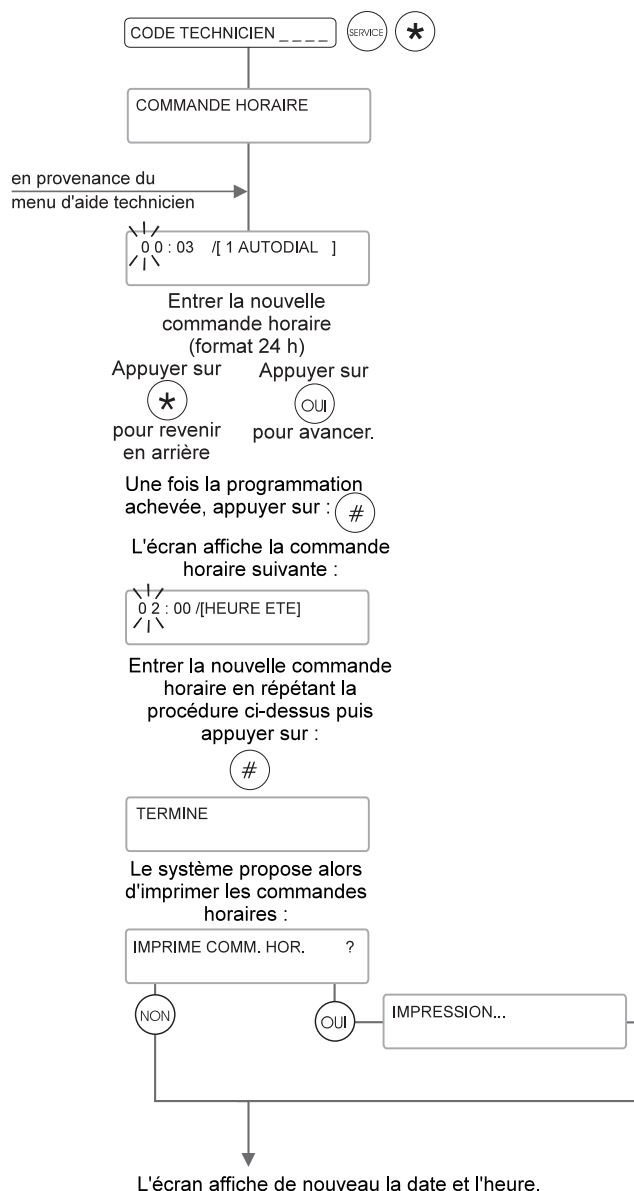 CODE TECHNICIEN _ _ _ _ SERVICE *
COMMANDE HORAIRE
en provenance du
menu d'aide technicien
0 0 : 03 /[ 1 AUTODIAL ]
Entrer la nouvelle
commande horaire
(format 24 h)
Appuyer sur
*
pour revenir
en arrière
Appuyer sur
OUI
pour avancer.
Une fois la programmation
achevée, appuyer sur : #
L'écran affiche la commande
horaire suivante :
0 2 : 00 /[HEURE ETE]
Entrer la nouvelle commande
horaire en répétant la
procédure ci-dessus puis
appuyer sur :
#
TERMINE
Le système propose alors
d'imprimer les commandes
horaires :
IMPRIME COMM. HOR. ?
NON
OUI
IMPRESSION...
L'écran affiche de nouveau la date et l'heure.